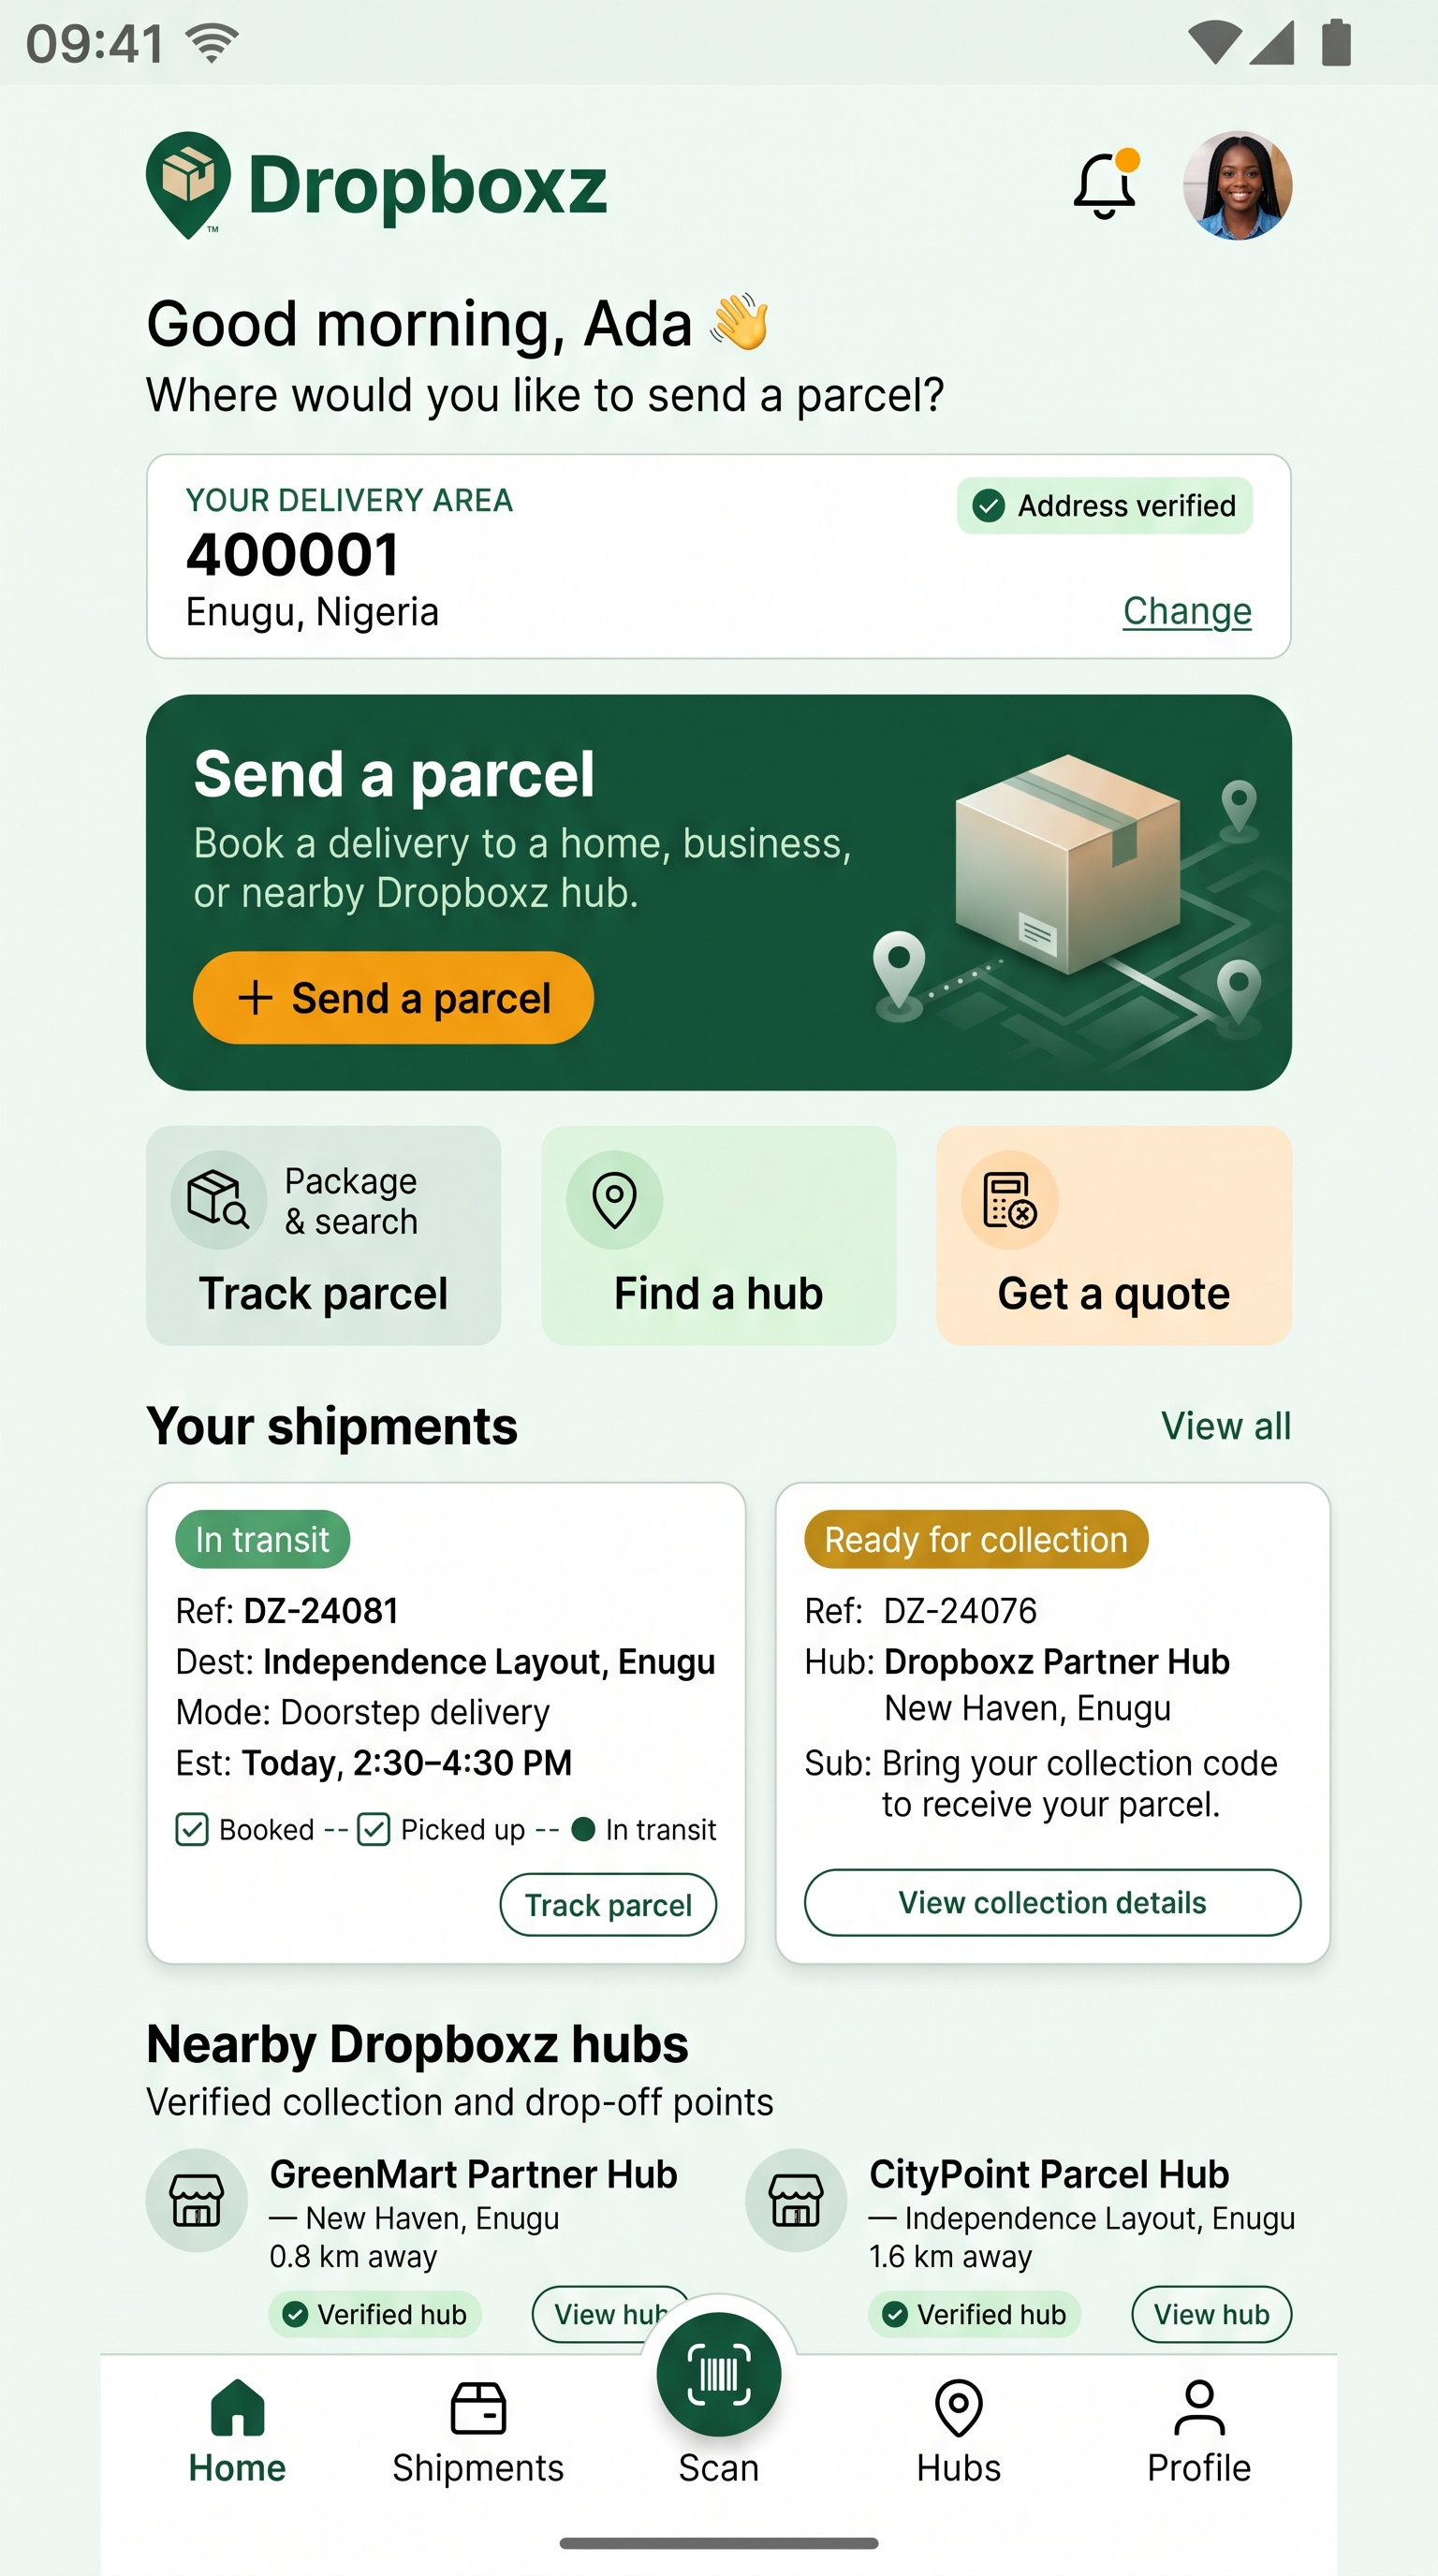 09:41
Dropboxz
™
Good morning, Ada 👋
Where would you like to send a parcel?
YOUR DELIVERY AREA
Address verified
400001
Enugu, Nigeria
Change
Send a parcel
Book a delivery to a home, business,
or nearby Dropboxz hub.
+ Send a parcel
Package
& search
Track parcel
Find a hub
Get a quote
Your shipments
View all
In transit
Ref: DZ-24081
Dest: Independence Layout, Enugu
Mode: Doorstep delivery
Est: Today, 2:30–4:30 PM
Booked -- Picked up -- In transit
Track parcel
Ready for collection
Ref: DZ-24076
Hub: Dropboxz Partner Hub
New Haven, Enugu
Sub: Bring your collection code
to receive your parcel.
View collection details
Nearby Dropboxz hubs
Verified collection and drop-off points
GreenMart Partner Hub
— New Haven, Enugu
0.8 km away
Verified hub
View hub
CityPoint Parcel Hub
— Independence Layout, Enugu
1.6 km away
Verified hub
View hub
Home
Shipments
Scan
Hubs
Profile